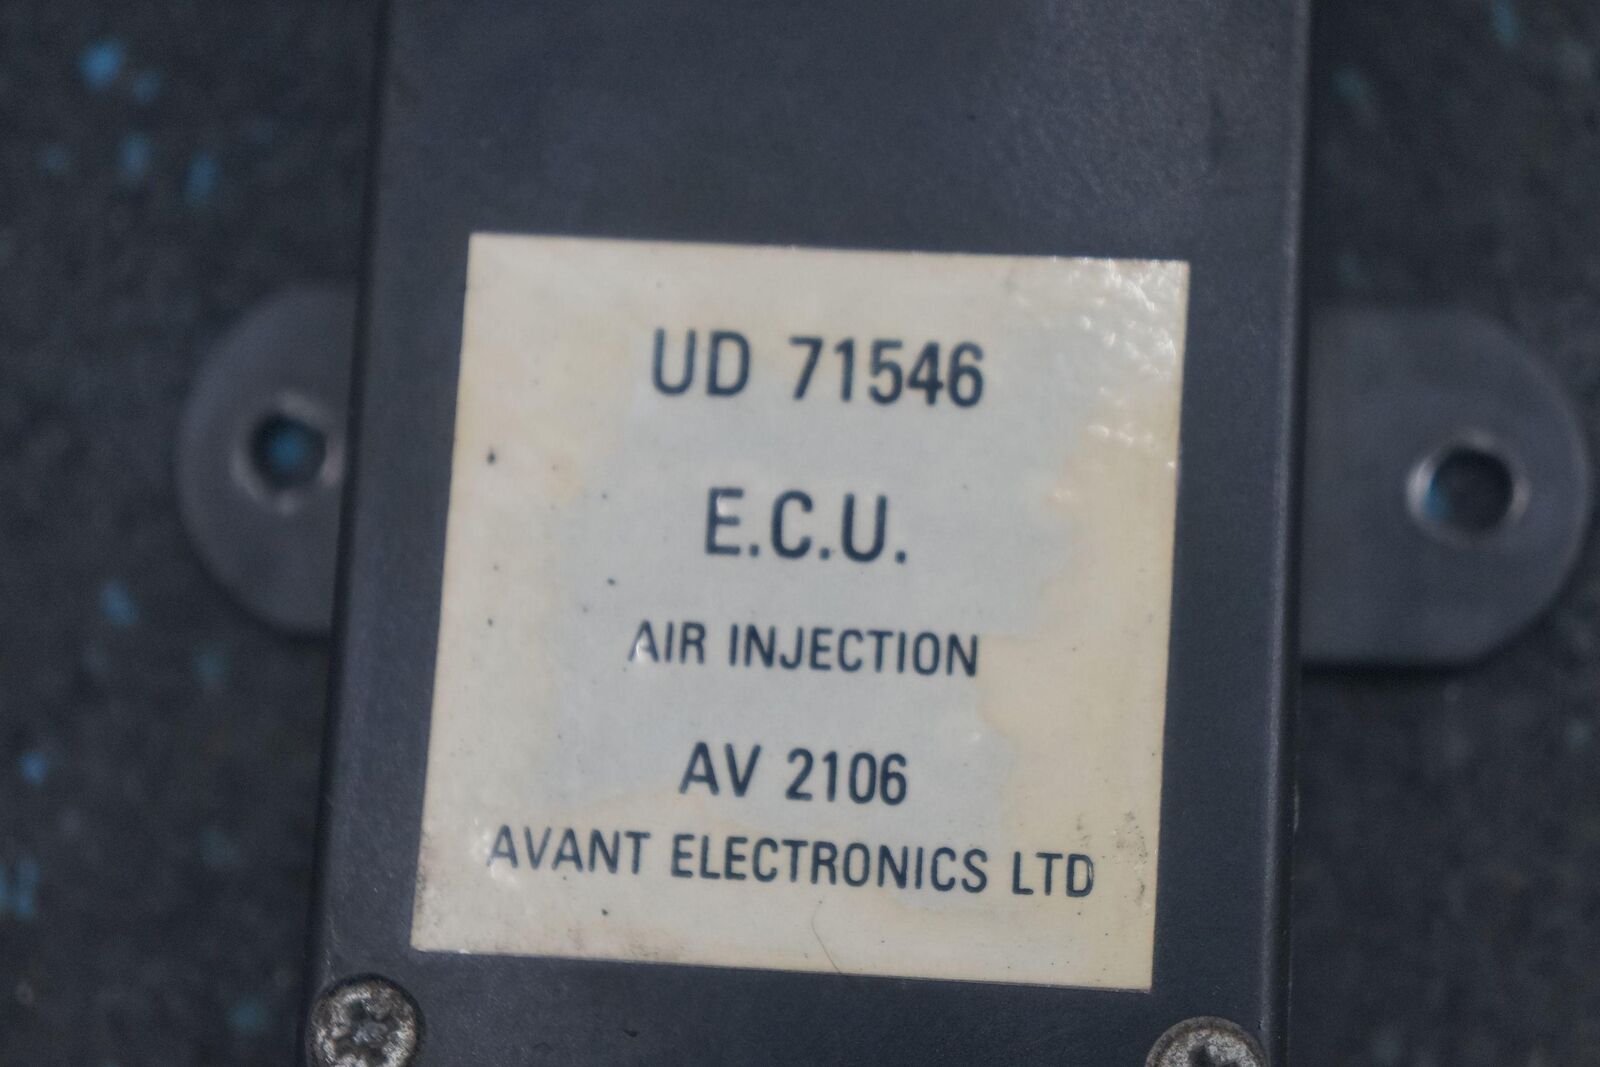 UD 71546
E.C.U.
AIR INJECTION
AV 2106
AVANT ELECTRONICS LTD